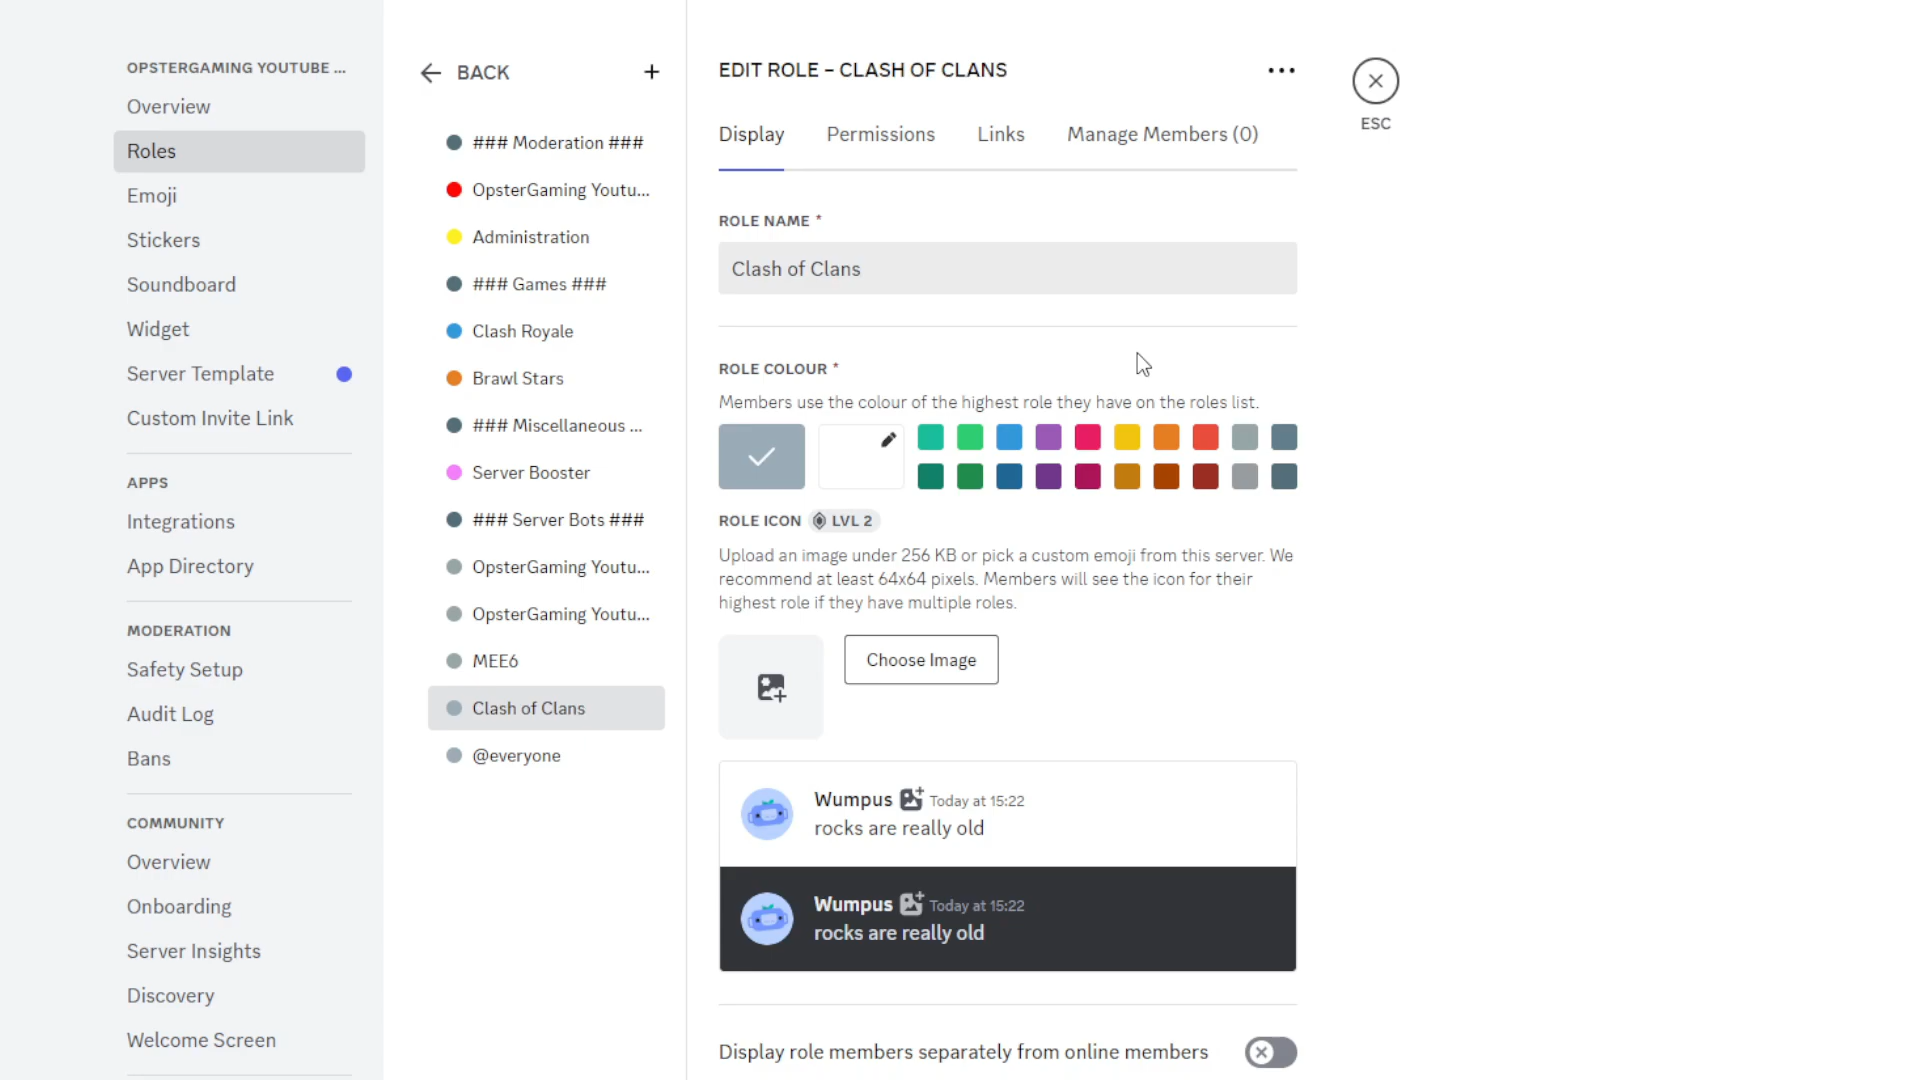 OPSTERGAMING YOUTUBE ...
Overview
Roles
Emoji
Stickers
Soundboard
Widget
Server Template
Custom Invite Link
APPS
Integrations
App Directory
MODERATION
Safety Setup
Audit Log
Bans
COMMUNITY
Overview
Onboarding
Server Insights
Discovery
Welcome Screen
BACK
### Moderation ###
OpsterGaming Youtu...
Administration
### Games ###
Clash Royale
Brawl Stars
### Miscellaneous ...
Server Booster
### Server Bots ###
OpsterGaming Youtu...
OpsterGaming Youtu...
MEE6
Clash of Clans
@everyone
EDIT ROLE – CLASH OF CLANS
Display Permissions Links Manage Members (0)
ROLE NAME *
Clash of Clans
ROLE COLOUR *
Members use the colour of the highest role they have on the roles list.
ROLE ICON LVL 2
Upload an image under 256 KB or pick a custom emoji from this server. We
recommend at least 64x64 pixels. Members will see the icon for their
highest role if they have multiple roles.
Choose Image
Wumpus Today at 15:22
rocks are really old
Wumpus Today at 15:22
rocks are really old
Display role members separately from online members
ESC